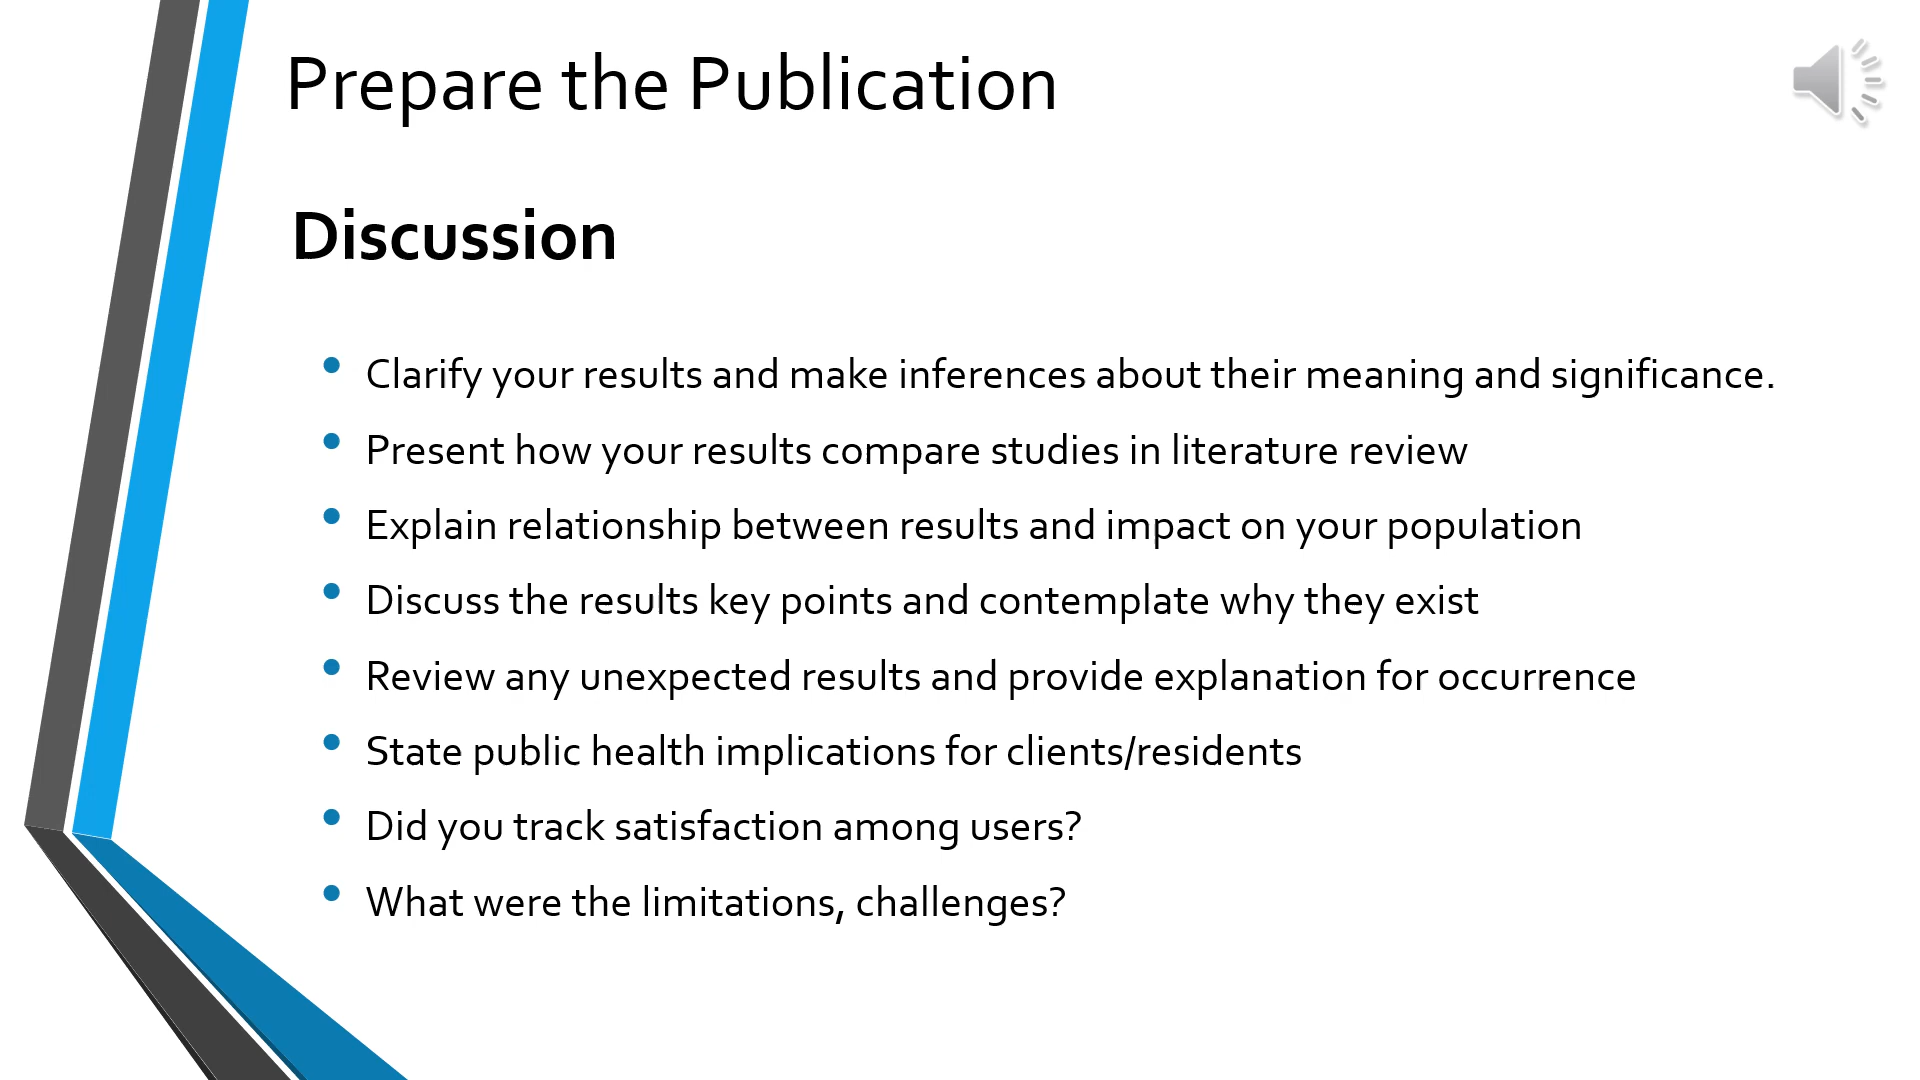 Prepare the Publication
Discussion
• Clarify your results and make inferences about their meaning and significance.
• Present how your results compare studies in literature review
• Explain relationship between results and impact on your population
• Discuss the results key points and contemplate why they exist
• Review any unexpected results and provide explanation for occurrence
• State public health implications for clients/residents
• Did you track satisfaction among users?
• What were the limitations, challenges?